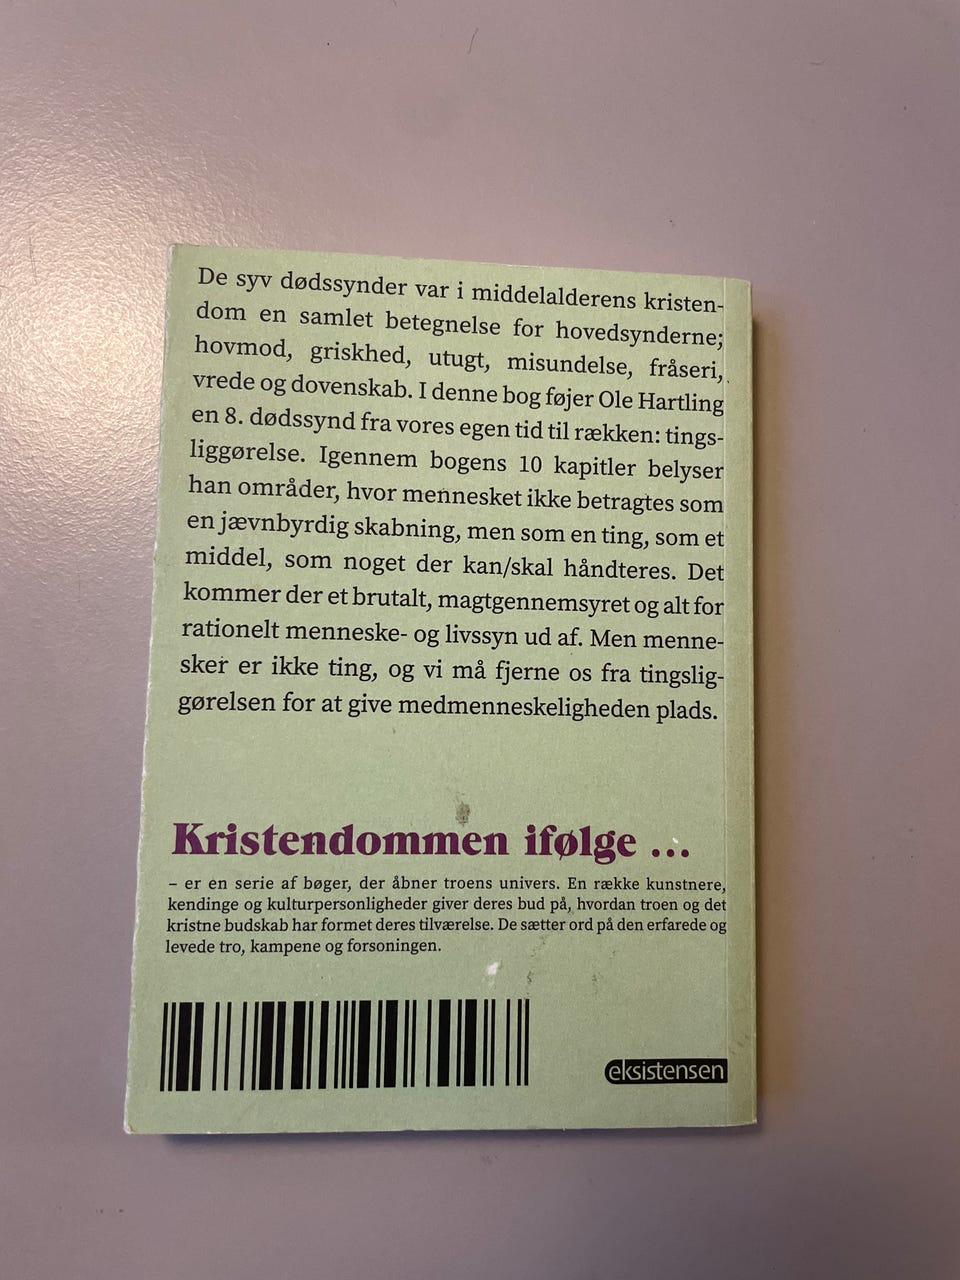 De syv dødssynder var i middelalderens kristen-
dom en samlet betegnelse for hovedsynderne;
hovmod, griskhed, utugt, misundelse, fråseri,
vrede og dovenskab. I denne bog føjer Ole Hartling
en 8. dødssynd fra vores egen tid til rækken: tings-
liggørelse. Igennem bogens 10 kapitler belyser
han områder, hvor mennesket ikke betragtes som
en jævnbyrdig skabning, men som en ting, som et
middel, som noget der kan/skal håndteres. Det
kommer der et brutalt, magtgennemsyret og alt for
rationelt menneske- og livssyn ud af. Men menne-
sker er ikke ting, og vi må fjerne os fra tingslig-
gørelsen for at give medmenneskeligheden plads.
Kristendommen ifølge ...
– er en serie af bøger, der åbner troens univers. En række kunstnere,
kendinge og kulturpersonligheder giver deres bud på, hvordan troen og det
kristne budskab har formet deres tilværelse. De sætter ord på den erfarede og
levede tro, kampene og forsoningen.
eksistensen